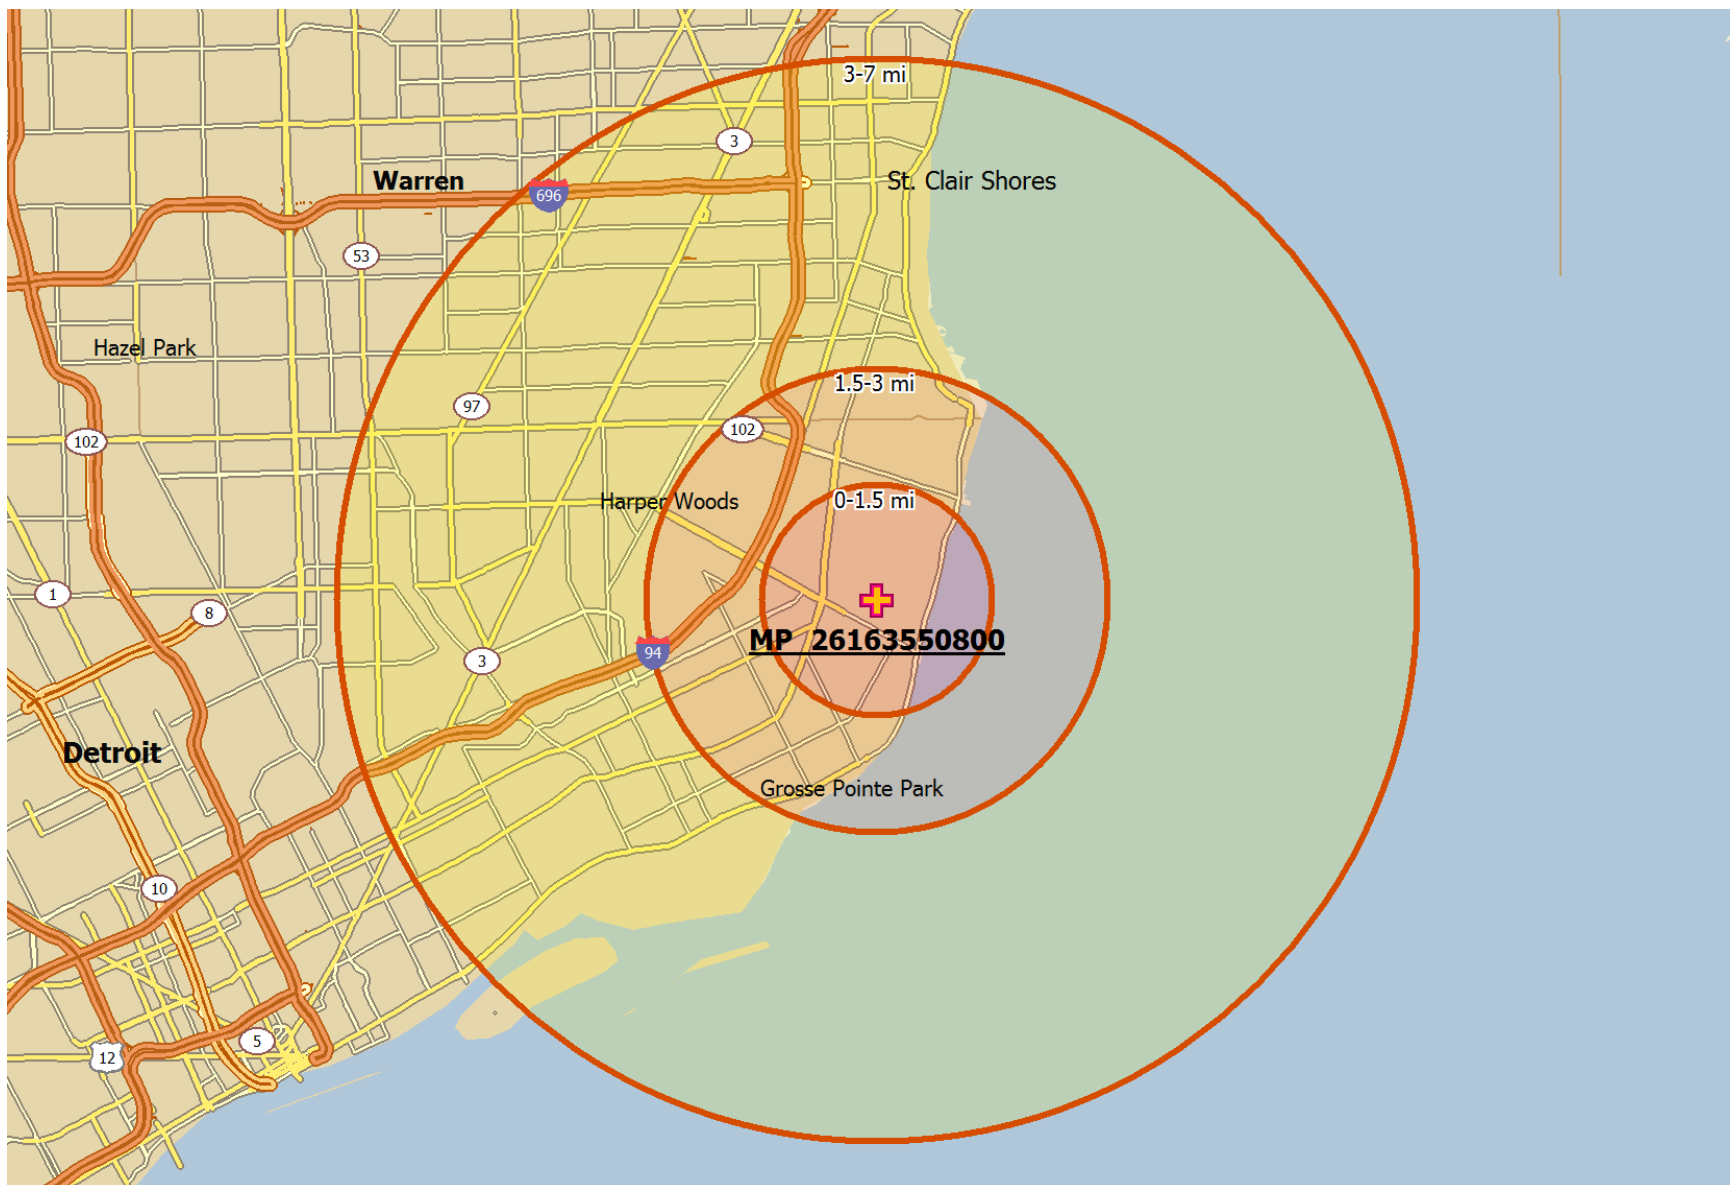 3-7 mi
3
Warren
696
St. Clair Shores
53
Hazel Park
1.5-3 mi
97
102
102
Harper Woods
0-1.5 mi
1
8
MP 26163550800
3
94
Detroit
Grosse Pointe Park
10
5
12